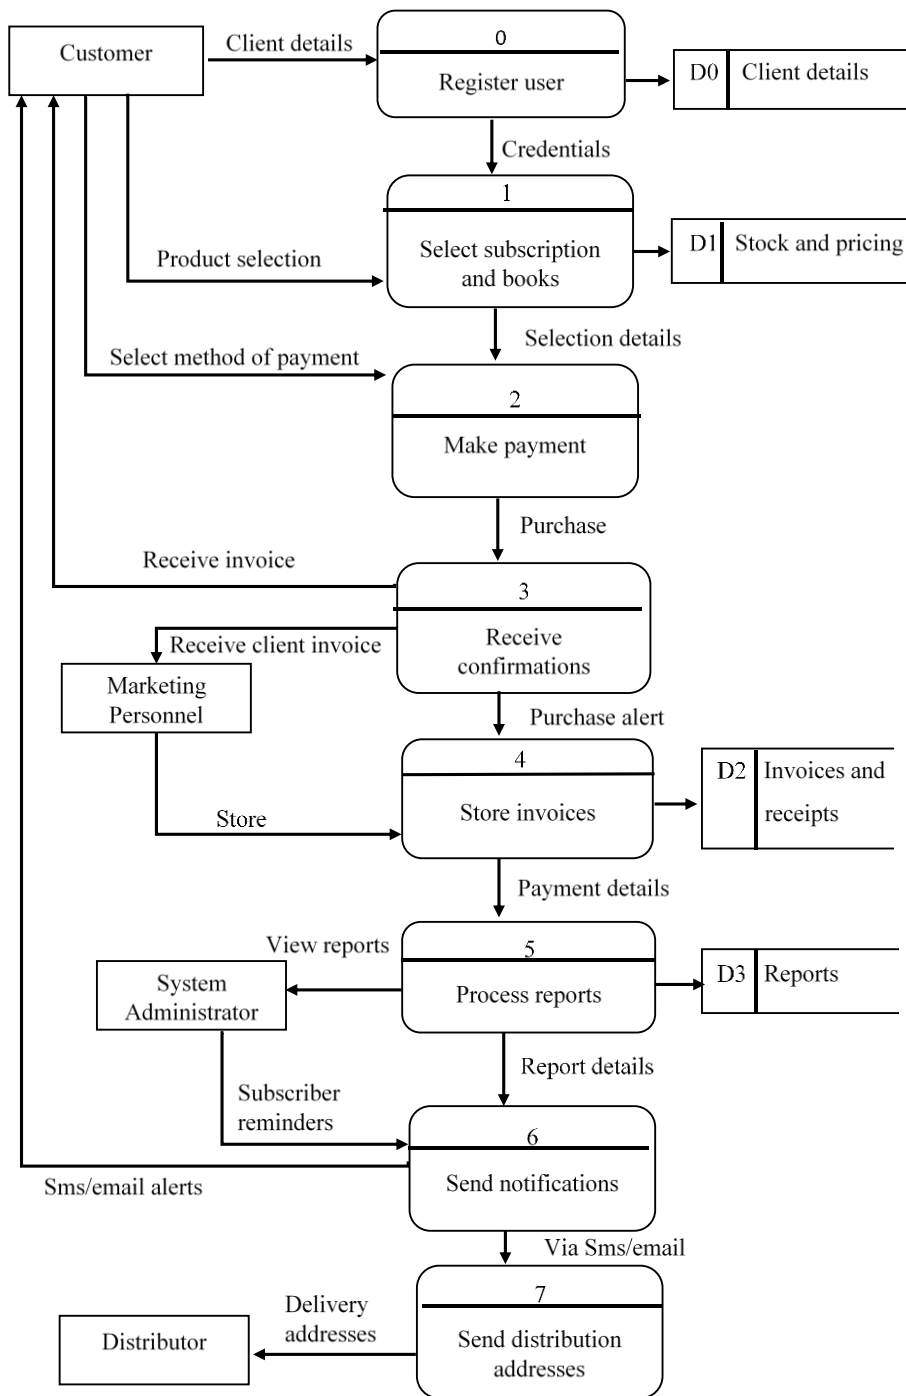 Customer
Client details
0
Register user
D0
Client details
Credentials
1
Select subscription
and books
D1
Stock and pricing
Product selection
Selection details
Select method of payment
2
Make payment
Purchase
Receive invoice
3
Receive
confirmations
Receive client invoice
Marketing
Personnel
Purchase alert
4
Store invoices
D2
Invoices and
receipts
Store
Payment details
View reports
5
Process reports
D3
Reports
System
Administrator
Report details
Subscriber
reminders
6
Send notifications
Sms/email alerts
Via Sms/email
7
Send distribution
addresses
Delivery
addresses
Distributor